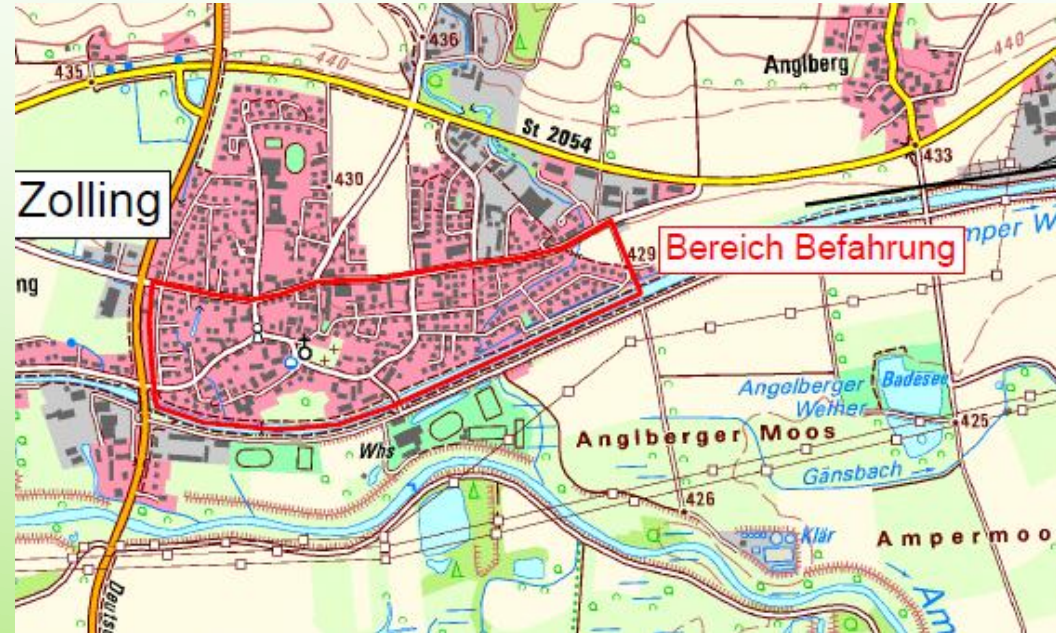 436
440
435
Anglberg
440
St 2054
433
430
Zolling
429
Bereich Befahrung
mper W
ng
Angelberger
Weiher
Badesee
425
Anglberger Moos
Whs
Gänsbach
426
Klär
Ampermoo
Deuts
Am